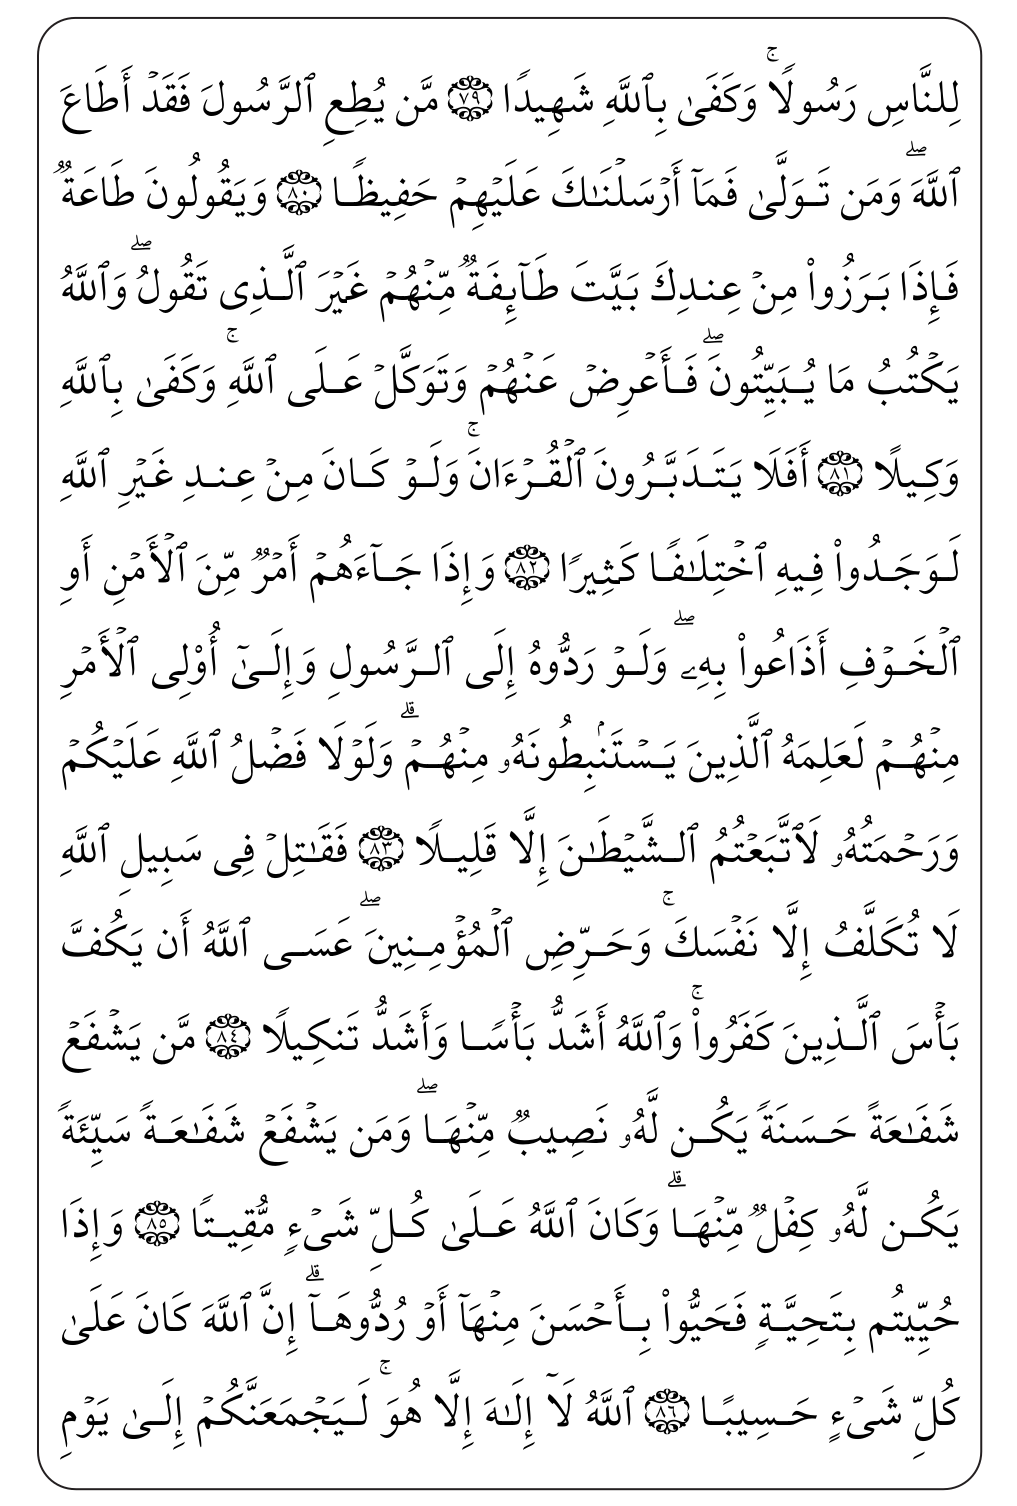 لِلنَّاسِ رَسُولًاۚ وَكَفَىٰ بِٱللَّهِ شَهِيدًا ۝٧٩ مَّن يُطِعِ ٱلرَّسُولَ فَقَدۡ أَطَاعَ
ٱللَّهَۖ وَمَن تَوَلَّىٰ فَمَآ أَرۡسَلۡنَٰكَ عَلَيۡهِمۡ حَفِيظٗا ۝٨٠ وَيَقُولُونَ طَاعَةٞ
فَإِذَا بَرَزُواْ مِنۡ عِندِكَ بَيَّتَ طَآئِفَةٞ مِّنۡهُمۡ غَيۡرَ ٱلَّذِى تَقُولُۖ وَٱللَّهُ
يَكۡتُبُ مَا يُبَيِّتُونَۖ فَأَعۡرِضۡ عَنۡهُمۡ وَتَوَكَّلۡ عَلَى ٱللَّهِۚ وَكَفَىٰ بِٱللَّهِ
وَكِيلًا ۝٨١ أَفَلَا يَتَدَبَّرُونَ ٱلۡقُرۡءَانَۚ وَلَوۡ كَانَ مِنۡ عِندِ غَيۡرِ ٱللَّهِ
لَوَجَدُواْ فِيهِ ٱخۡتِلَٰفٗا كَثِيرٗا ۝٨٢ وَإِذَا جَآءَهُمۡ أَمۡرٞ مِّنَ ٱلۡأَمۡنِ أَوِ
ٱلۡخَوۡفِ أَذَاعُواْ بِهِۦۖ وَلَوۡ رَدُّوهُ إِلَى ٱلرَّسُولِ وَإِلَىٰٓ أُوْلِى ٱلۡأَمۡرِ
مِنۡهُمۡ لَعَلِمَهُ ٱلَّذِينَ يَسۡتَنۢبِطُونَهُۥ مِنۡهُمۡۗ وَلَوۡلَا فَضۡلُ ٱللَّهِ عَلَيۡكُمۡ
وَرَحۡمَتُهُۥ لَٱتَّبَعۡتُمُ ٱلشَّيۡطَٰنَ إِلَّا قَلِيلًا ۝٨٣ فَقَٰتِلۡ فِى سَبِيلِ ٱللَّهِ
لَا تُكَلَّفُ إِلَّا نَفۡسَكَۚ وَحَرِّضِ ٱلۡمُؤۡمِنِينَۖ عَسَى ٱللَّهُ أَن يَكُفَّ
بَأۡسَ ٱلَّذِينَ كَفَرُواْۚ وَٱللَّهُ أَشَدُّ بَأۡسٗا وَأَشَدُّ تَنكِيلٗا ۝٨٤ مَّن يَشۡفَعۡ
شَفَٰعَةً حَسَنَةٗ يَكُن لَّهُۥ نَصِيبٞ مِّنۡهَاۖ وَمَن يَشۡفَعۡ شَفَٰعَةٗ سَيِّئَةٗ
يَكُن لَّهُۥ كِفۡلٞ مِّنۡهَاۗ وَكَانَ ٱللَّهُ عَلَىٰ كُلِّ شَىۡءٖ مُّقِيتٗا ۝٨٥ وَإِذَا
حُيِّيتُم بِتَحِيَّةٖ فَحَيُّواْ بِأَحۡسَنَ مِنۡهَآ أَوۡ رُدُّوهَآۗ إِنَّ ٱللَّهَ كَانَ عَلَىٰ
كُلِّ شَىۡءٍ حَسِيبًا ۝٨٦ ٱللَّهُ لَآ إِلَٰهَ إِلَّا هُوَۚ لَيَجۡمَعَنَّكُمۡ إِلَىٰ يَوۡمِ